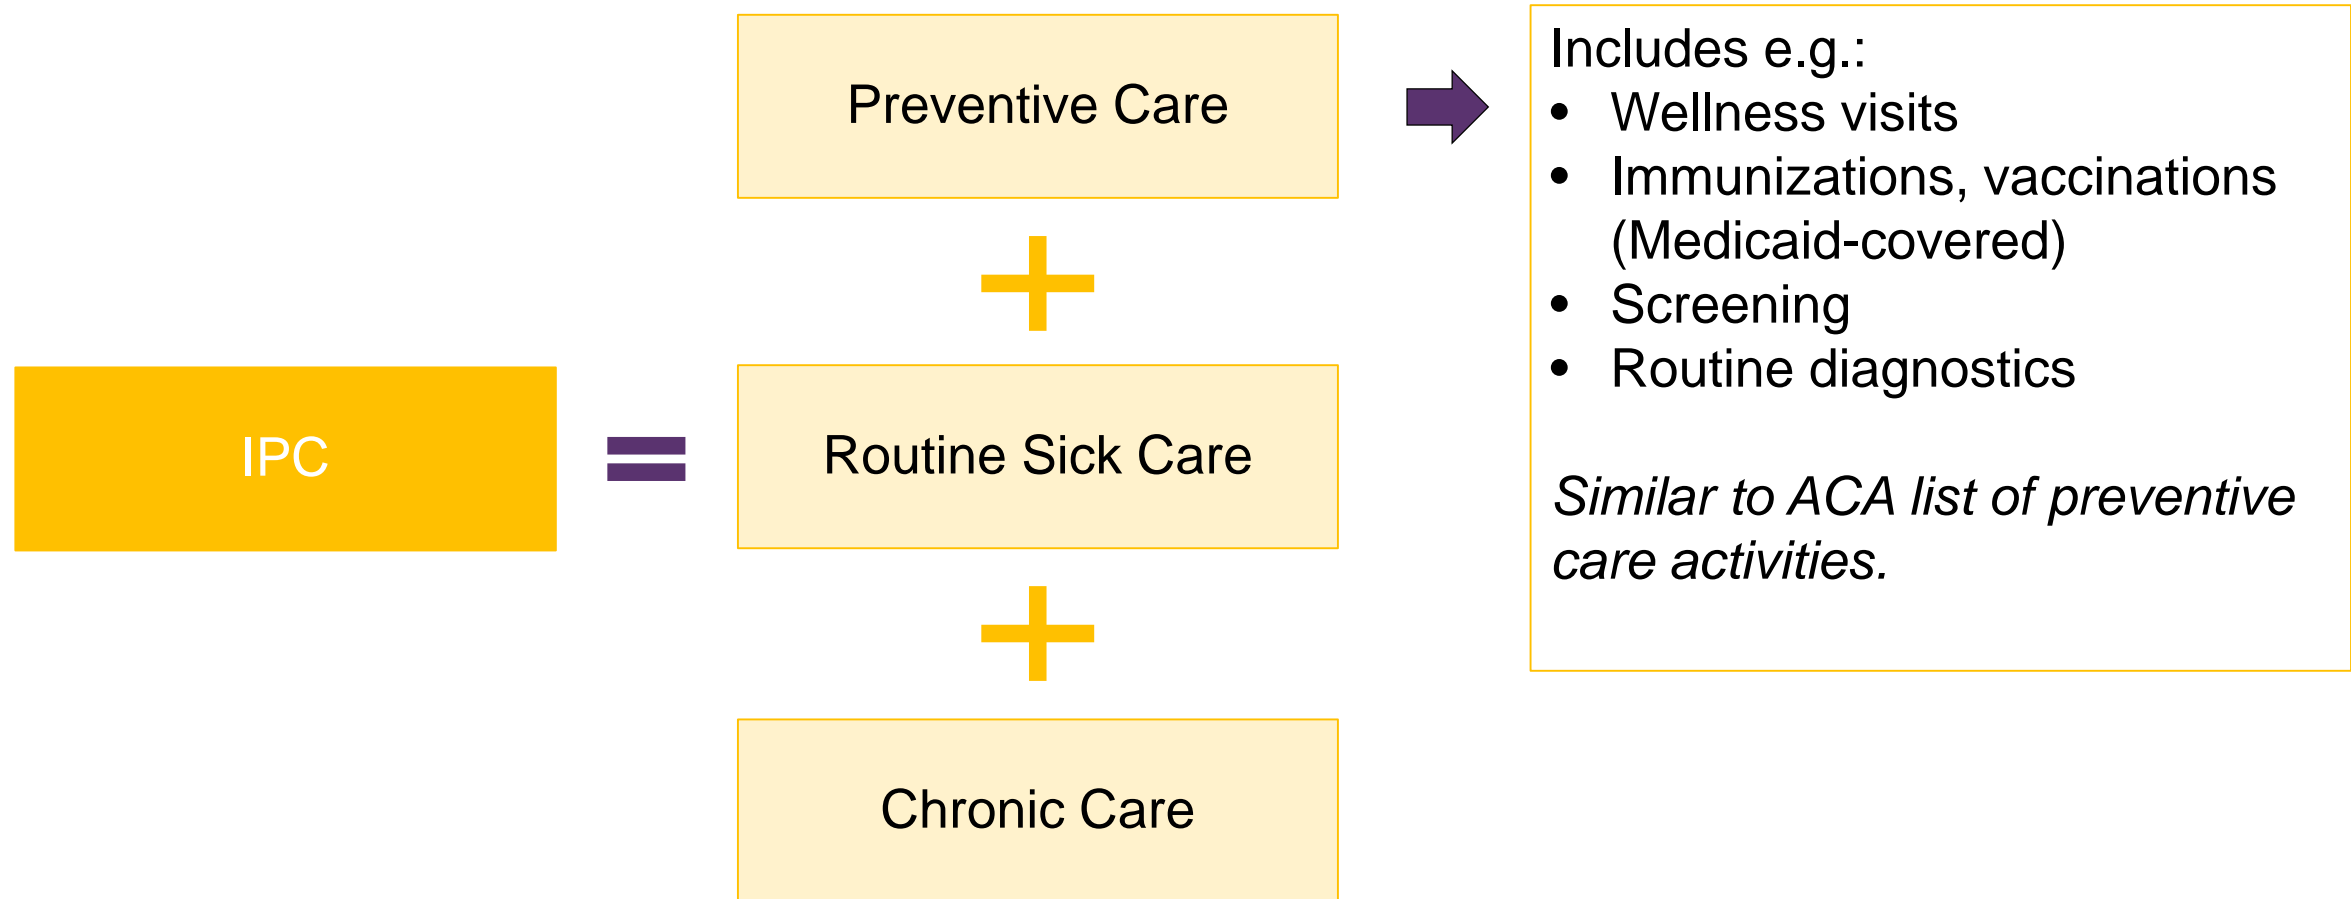 Preventive Care
Includes e.g.:
• Wellness visits
• Immunizations, vaccinations
(Medicaid-covered)
• Screening
• Routine diagnostics
Similar to ACA list of preventive
care activities.
IPC
Routine Sick Care
Chronic Care